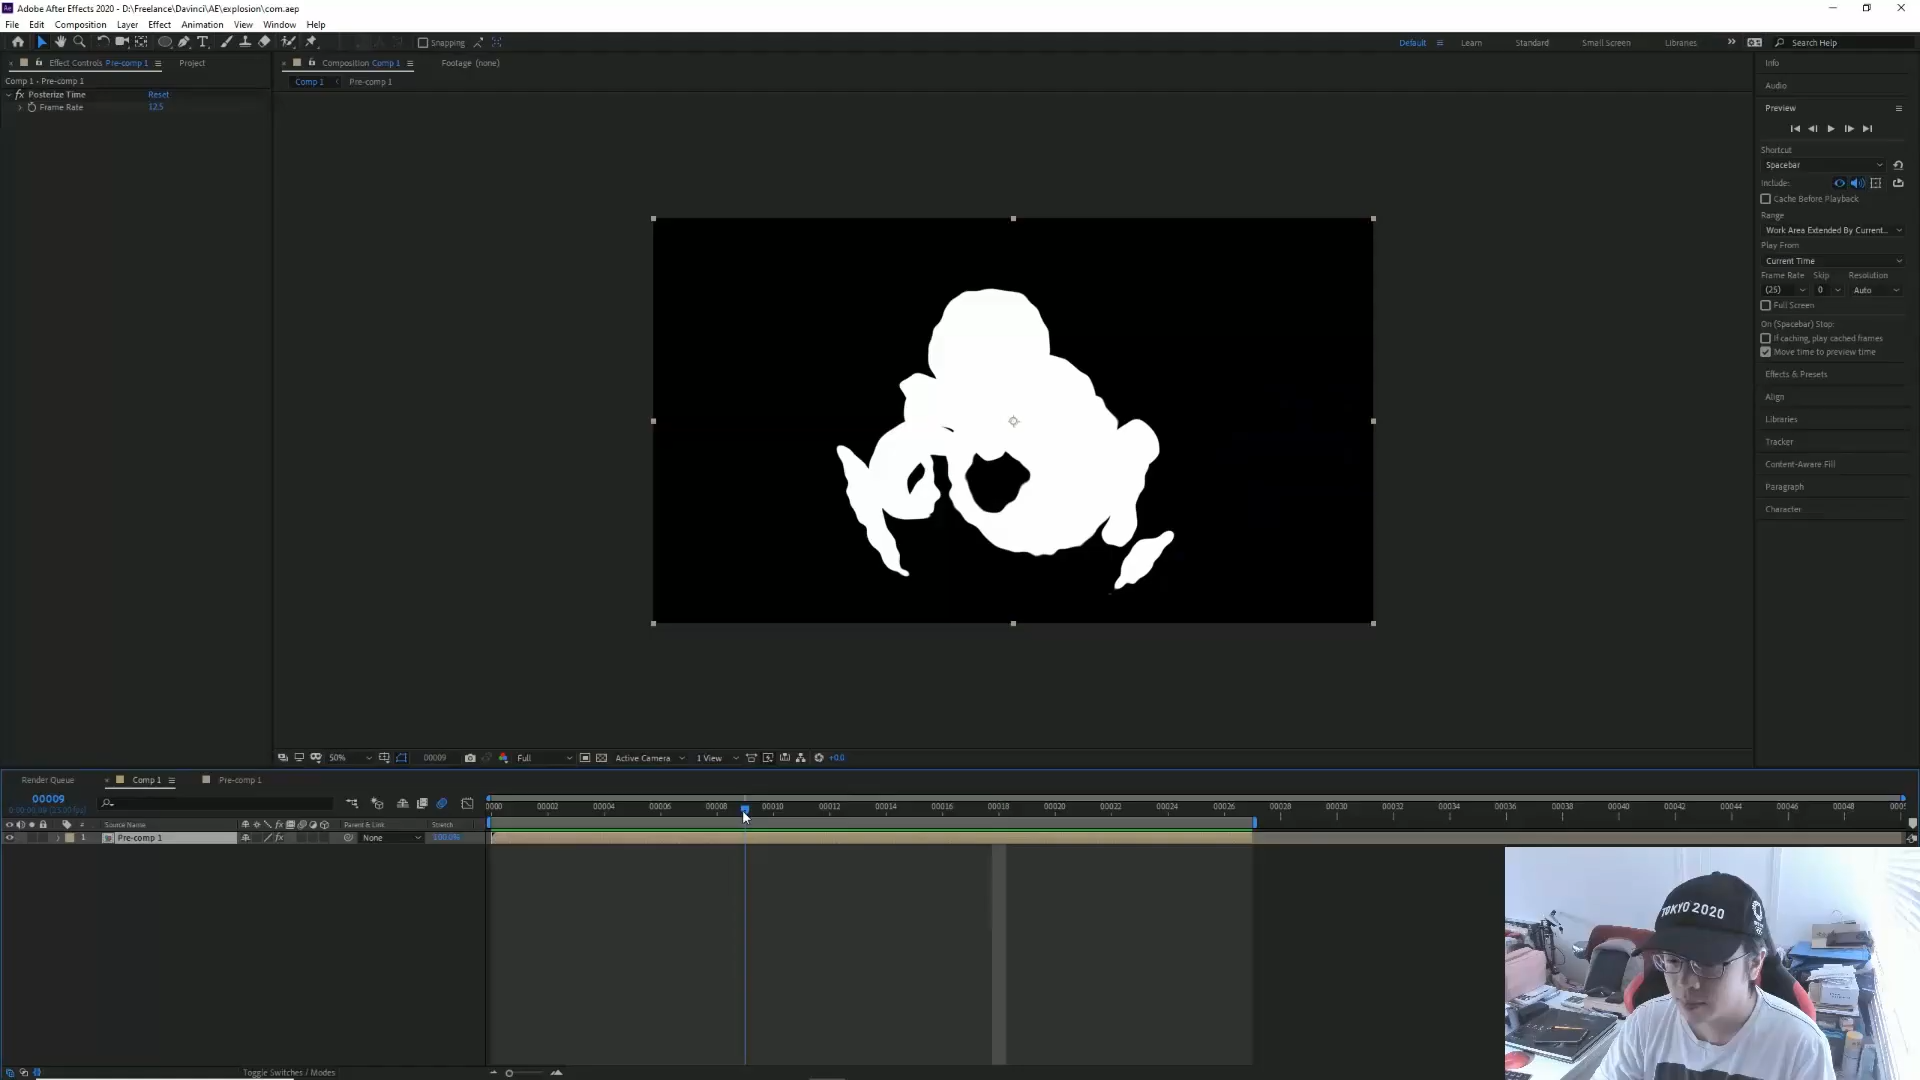 Adobe After Effects 2020 - D:\Freelance\Davinci\AE\explosion\com.aep
File Edit Composition Layer Effect Animation View Window Help
Snapping
Default Learn Standard Small Screen Libraries Search Help
Effect Controls Pre-comp 1 Project
Composition Comp 1 Footage (none)
Comp 1 • Pre-comp 1
Comp 1 Pre-comp 1
fx Posterize Time Reset
Frame Rate 12.5
Info
Audio
Preview
Shortcut
Spacebar
Include:
Cache Before Playback
Range
Work Area Extended By Current...
Play From
Current Time
Frame Rate Skip Resolution
(25) 0 Auto
Full Screen
On (Spacebar) Stop:
If caching, play cached frames
Move time to preview time
Effects & Presets
Align
Libraries
Tracker
Content-Aware Fill
Paragraph
Character
50% 00009 Full Active Camera 1 View +0.0
Render Queue Comp 1 Pre-comp 1
00009
0000 00002 00004 00006 00008 00010 00012 00014 00016 00018 00020 00022 00024 00026 00028 00030 00032 00034 00036 00038 00040 00042 00044 00046 00048
# Source Name fx Parent & Link Stretch
1 Pre-comp 1 fx None 100.0%
TOKYO 2020
Toggle Switches / Modes